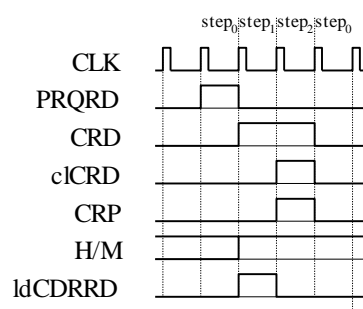 step0 step1 step2 step0
CLK
PRQRD
CRD
clCRD
CRP
H/M
ldCDRRD